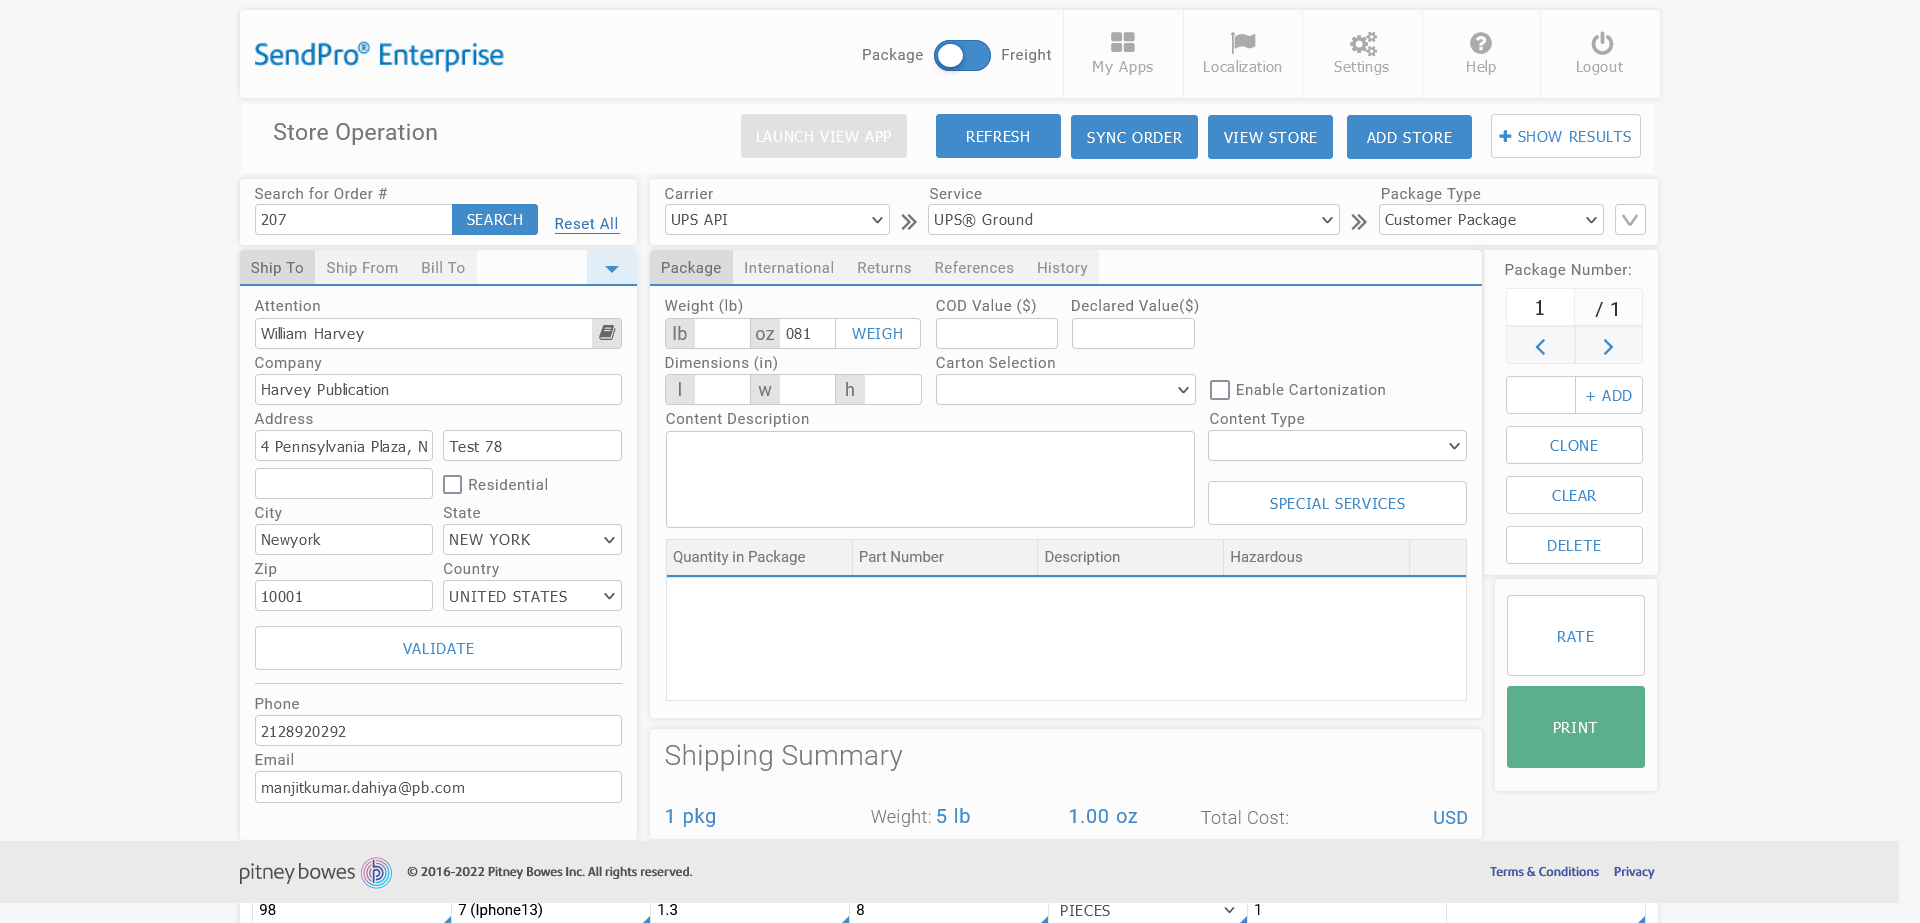 SendPro® Enterprise
Package Freight
My Apps
Localization
Settings
Help
Logout
Store Operation
LAUNCH VIEW APP
REFRESH
SYNC ORDER
VIEW STORE
ADD STORE
SHOW RESULTS
Search for Order #
207
SEARCH
Reset All
Carrier
UPS API
Service
UPS® Ground
Package Type
Customer Package
Ship To
Ship From
Bill To
Attention
William Harvey
Company
Harvey Publication
Address
4 Pennsylvania Plaza, N
Test 78
Residential
City
Newyork
State
NEW YORK
Zip
10001
Country
UNITED STATES
VALIDATE
Phone
2128920292
Email
manjitkumar.dahiya@pb.com
Package
International
Returns
References
History
Weight (lb)
lb
oz 081
WEIGH
COD Value ($)
Declared Value($)
Dimensions (in)
l
w
h
Carton Selection
Enable Cartonization
Content Description
Content Type
SPECIAL SERVICES
Quantity in Package
Part Number
Description
Hazardous
Package Number:
1
/ 1
+ ADD
CLONE
CLEAR
DELETE
RATE
PRINT
Shipping Summary
1 pkg
Weight: 5 lb
1.00 oz
Total Cost:
USD
pitney bowes
© 2016-2022 Pitney Bowes Inc. All rights reserved.
Terms & Conditions
Privacy
98
7 (Iphone13)
1.3
8
PIECES
1